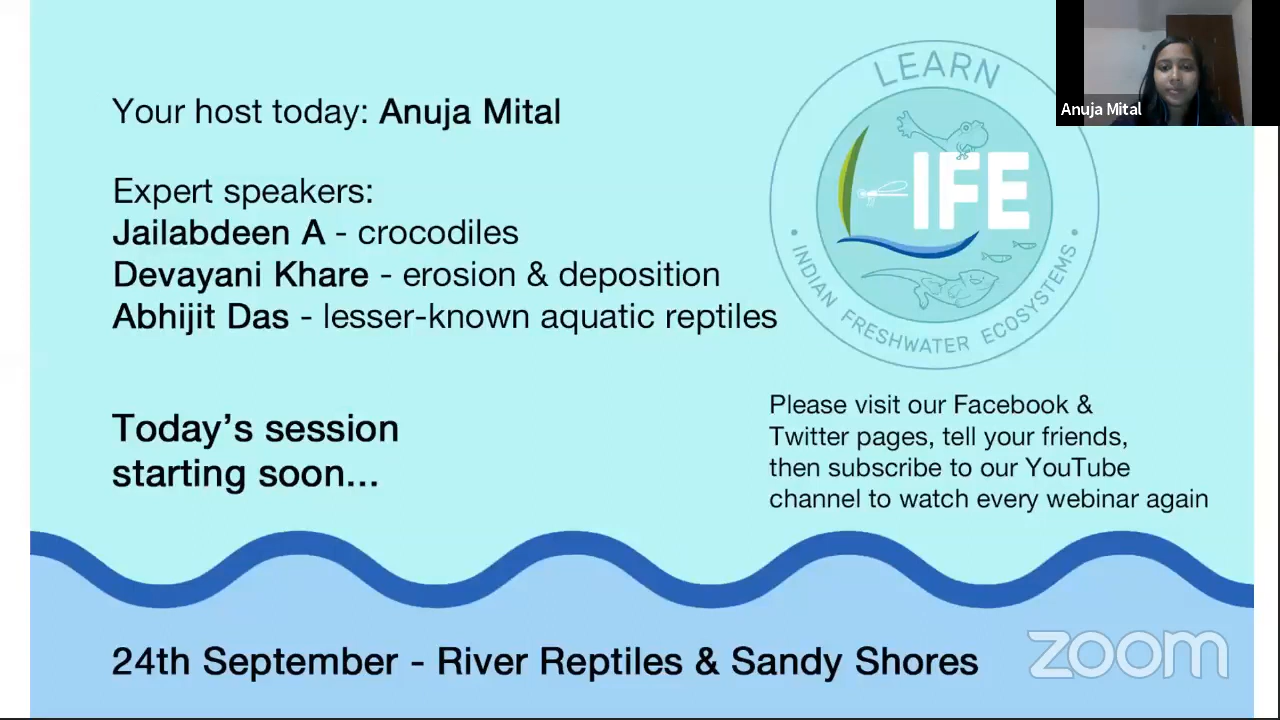 Your host today: Anuja Mital
Expert speakers:
Jailabdeen A - crocodiles
Devayani Khare - erosion & deposition
Abhijit Das - lesser-known aquatic reptiles
Today's session
starting soon...
LEARN
IFE
INDIAN FRESHWATER ECOSYSTEMS
Anuja Mital
Please visit our Facebook &
Twitter pages, tell your friends,
then subscribe to our YouTube
channel to watch every webinar again
24th September - River Reptiles & Sandy Shores
zoom